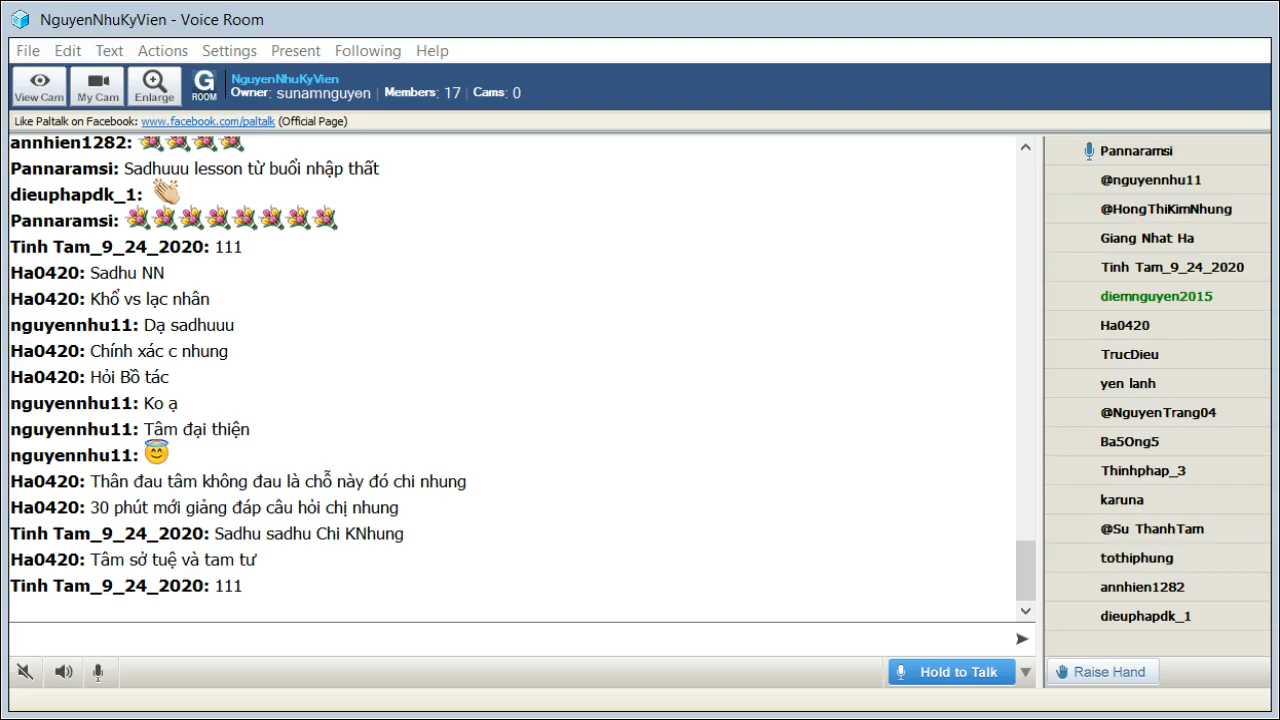 NguyenNhuKyVien - Voice Room
File Edit Text Actions Settings Present Following Help
View Cam My Cam Enlarge G ROOM
NguyenNhuKyVien
Owner: sunamnguyen | Members: 17 | Cams: 0
Like Paltalk on Facebook: www.facebook.com/paltalk (Official Page)
annhien1282:
Pannaramsi: Sadhuuu lesson từ buổi nhập thất
dieuphapdk_1:
Pannaramsi:
Tinh Tam_9_24_2020: 111
Ha0420: Sadhu NN
Ha0420: Khổ vs lạc nhân
nguyennhu11: Dạ sadhuuu
Ha0420: Chính xác c nhung
Ha0420: Hỏi Bồ tác
nguyennhu11: Ko ạ
nguyennhu11: Tâm đại thiện
nguyennhu11:
Ha0420: Thân đau tâm không đau là chỗ này đó chi nhung
Ha0420: 30 phút mới giảng đáp câu hỏi chị nhung
Tinh Tam_9_24_2020: Sadhu sadhu Chi KNhung
Ha0420: Tâm sở tuệ và tam tư
Tinh Tam_9_24_2020: 111
Pannaramsi
@nguyennhu11
@HongThiKimNhung
Giang Nhat Ha
Tinh Tam_9_24_2020
diemnguyen2015
Ha0420
TrucDieu
yen lanh
@NguyenTrang04
Ba5Ong5
Thinhphap_3
karuna
@Su ThanhTam
tothiphung
annhien1282
dieuphapdk_1
Hold to Talk
Raise Hand